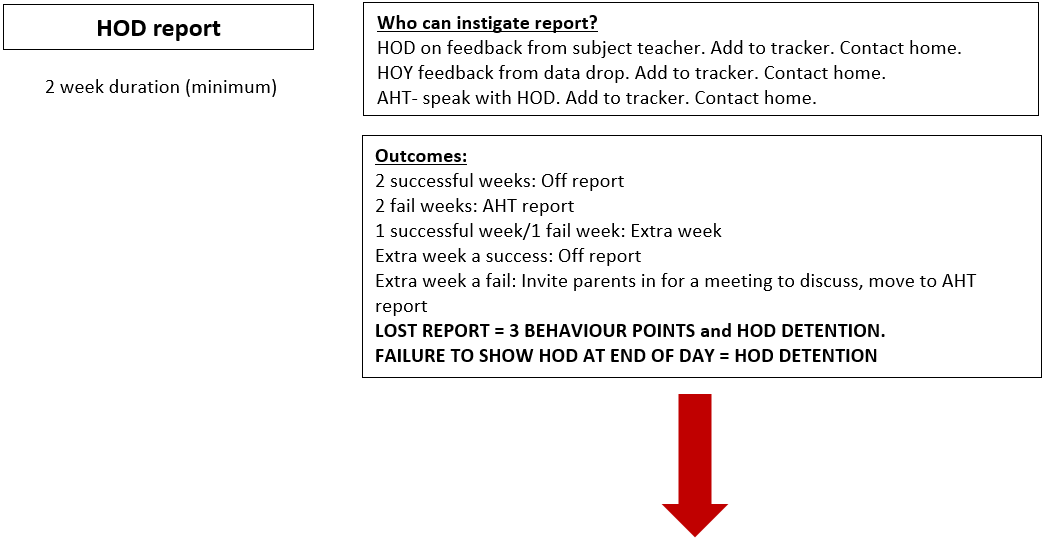 HOD report
2 week duration (minimum)
Who can instigate report?
HOD on feedback from subject teacher. Add to tracker. Contact home.
HOY feedback from data drop. Add to tracker. Contact home.
AHT- speak with HOD. Add to tracker. Contact home.
Outcomes:
2 successful weeks: Off report
2 fail weeks: AHT report
1 successful week/1 fail week: Extra week
Extra week a success: Off report
Extra week a fail: Invite parents in for a meeting to discuss, move to AHT
report
LOST REPORT = 3 BEHAVIOUR POINTS and HOD DETENTION.
FAILURE TO SHOW HOD AT END OF DAY = HOD DETENTION